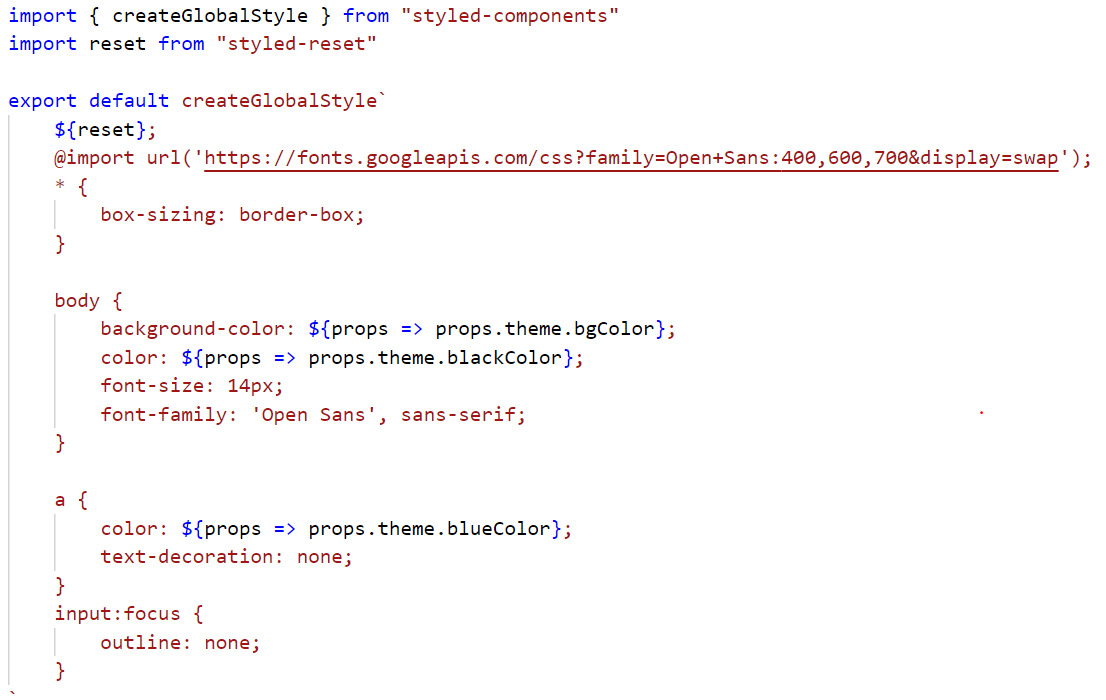 import { createGlobalStyle } from "styled-components"
import reset from "styled-reset"

export default createGlobalStyle`
    ${reset};
    @import url('https://fonts.googleapis.com/css?family=Open+Sans:400,600,700&display=swap');
    * {
        box-sizing: border-box;
    }

    body {
        background-color: ${props => props.theme.bgColor};
        color: ${props => props.theme.blackColor};
        font-size: 14px;
        font-family: 'Open Sans', sans-serif;
    }

    a {
        color: ${props => props.theme.blueColor};
        text-decoration: none;
    }
    input:focus {
        outline: none;
    }
`